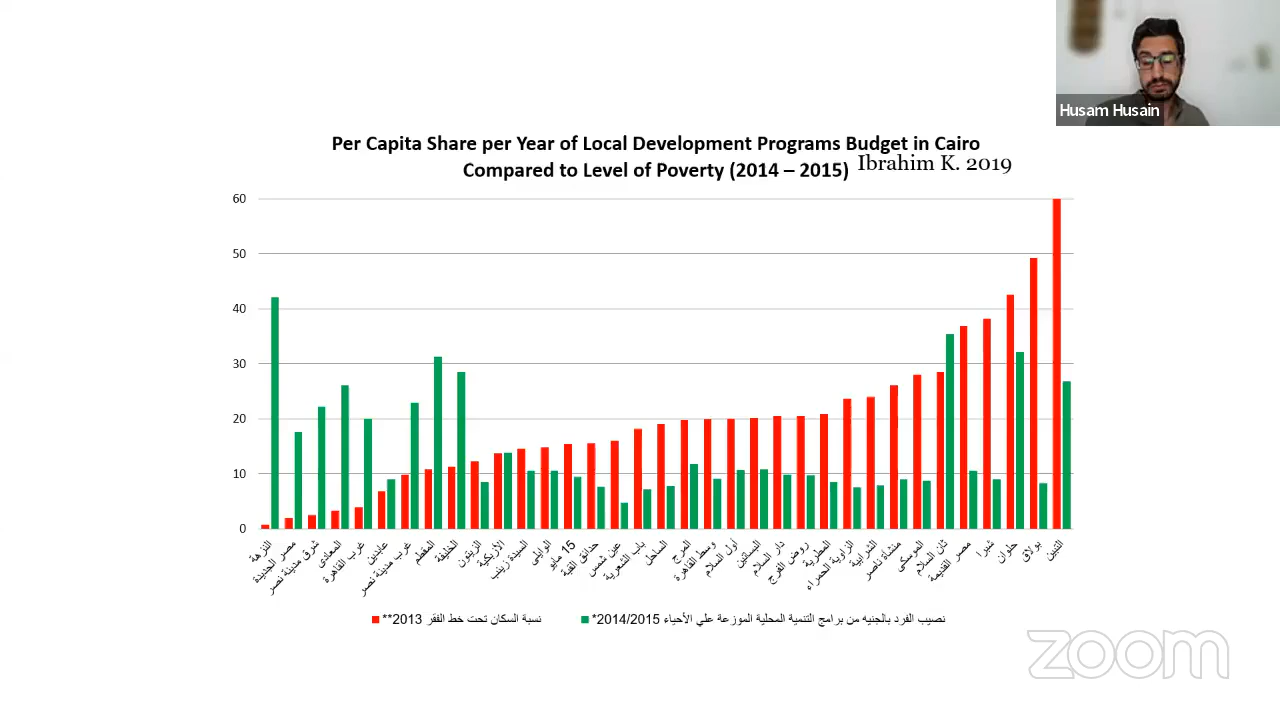 Husam Husain
Per Capita Share per Year of Local Development Programs Budget in Cairo
Compared to Level of Poverty (2014 – 2015)
Ibrahim K. 2019
60
50
40
30
20
10
0
النزهة
مصر الجديدة
شرق مدينة نصر
المعادى
غرب القاهرة
عابدين
غرب مدينة نصر
المقطم
الخليفة
الزيتون
الأزبكية
السيدة زينب
الوايلى
15 مايو
حدائق القبة
عين شمس
باب الشعرية
الساحل
المرج
وسط القاهرة
أول السلام
البساتين
دار السلام
روض الفرج
المطرية
الزاوية الحمراء
الشرابية
منشاة ناصر
الموسكى
ثان السلام
مصر القديمة
شبرا
حلوان
بولاق
التبين
نسبة السكان تحت خط الفقر 2013**
نصيب الفرد بالجنيه من برامج التنمية المحلية الموزعة علي الأحياء 2014/2015*
zoom